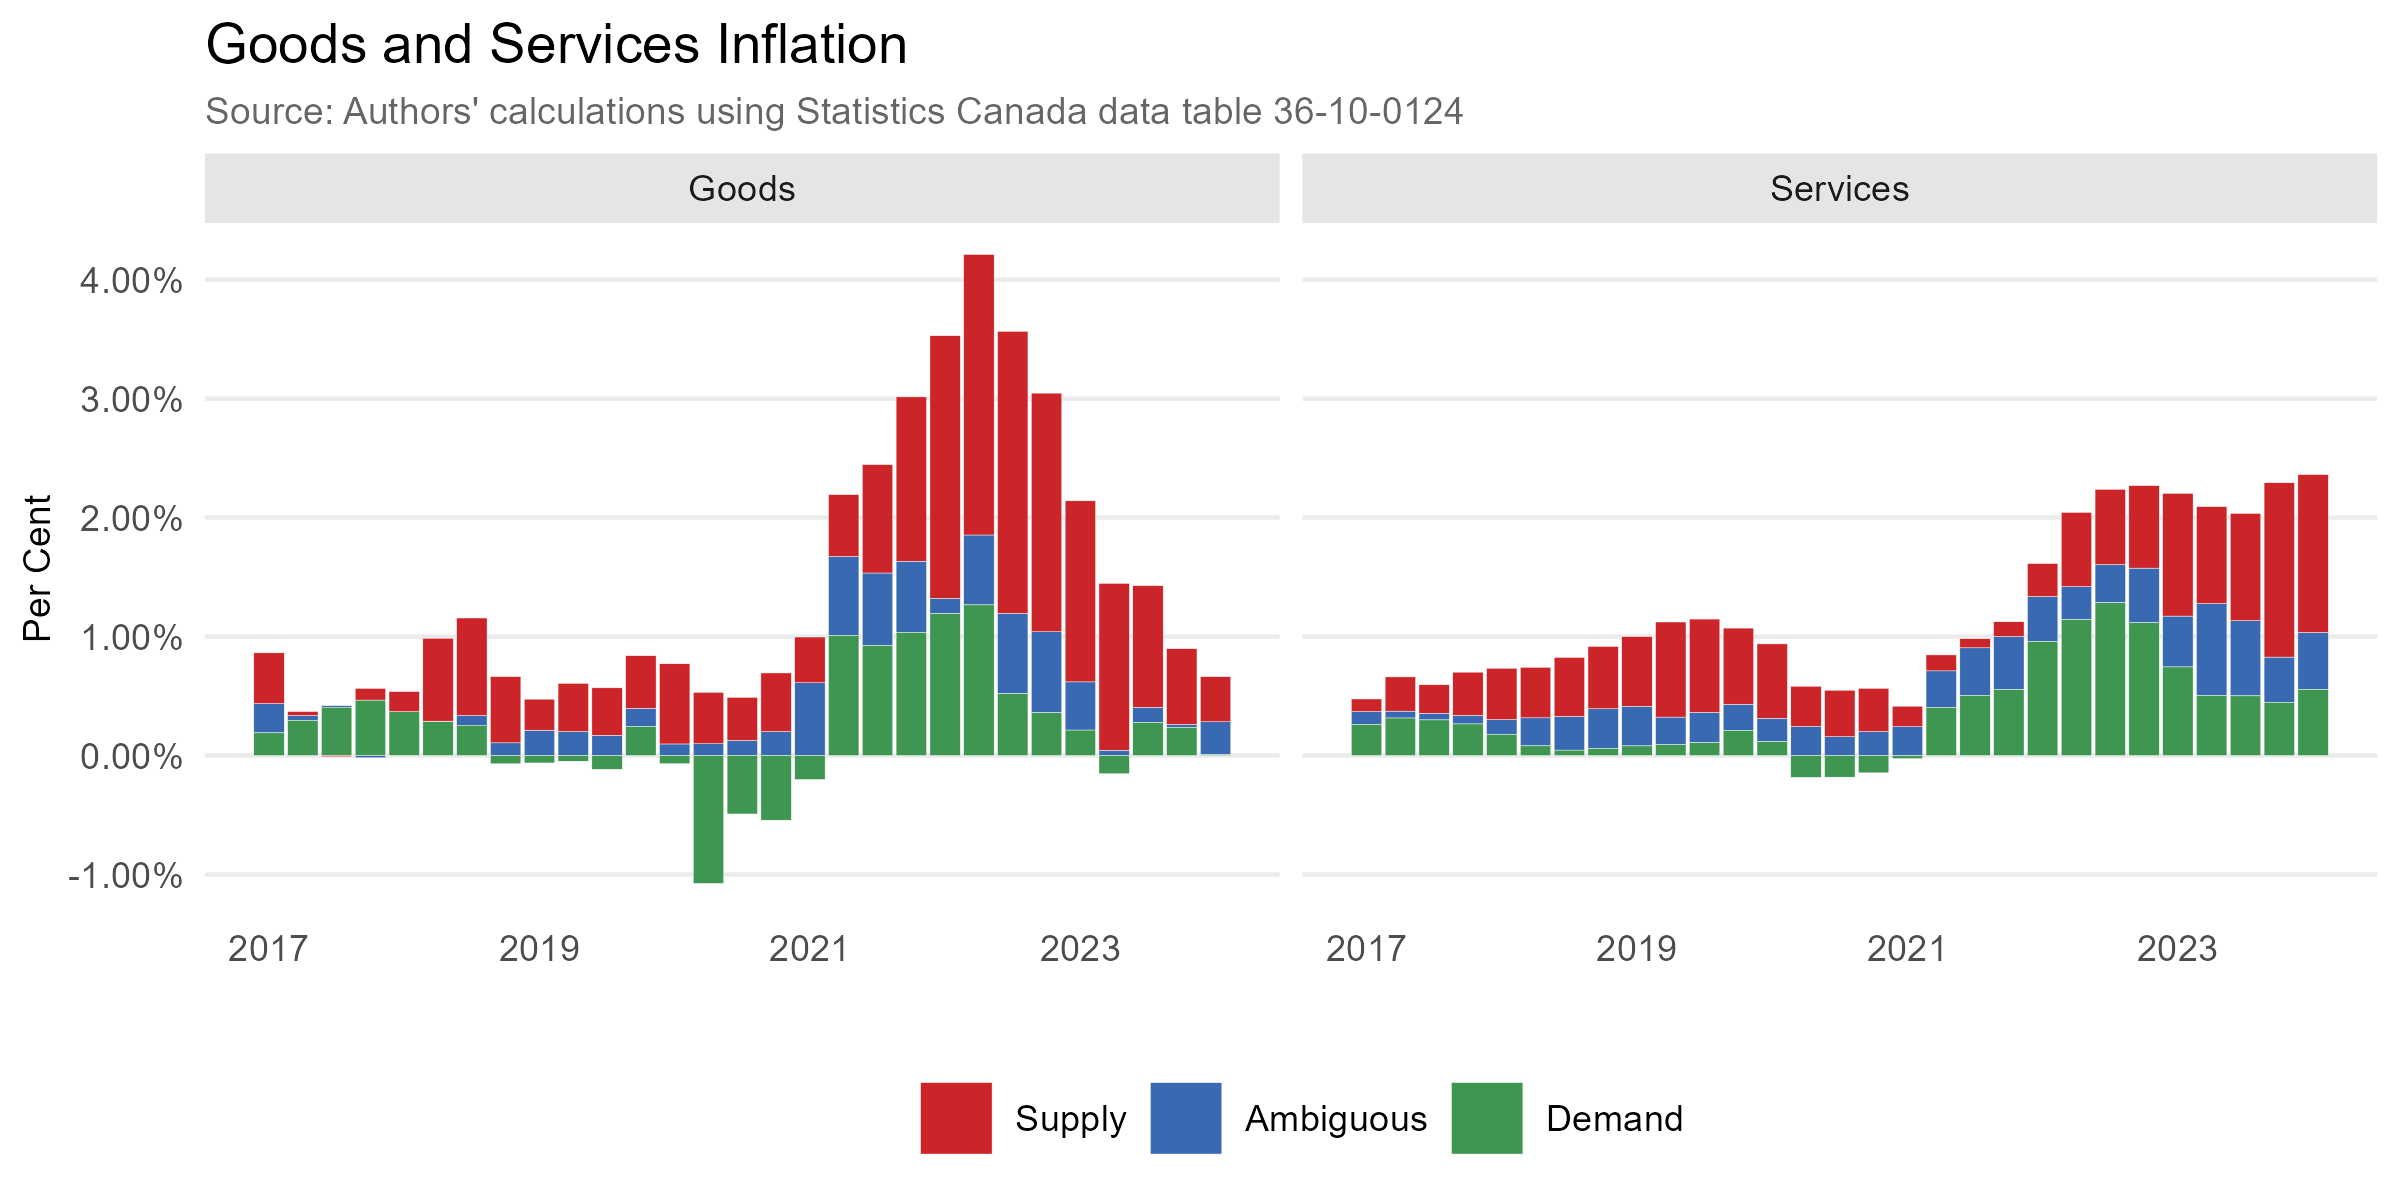 Goods and Services Inflation
Source: Authors' calculations using Statistics Canada data table 36-10-0124
Goods
Services
Per Cent
4.00%
3.00%
2.00%
1.00%
0.00%
-1.00%
2017 2019 2021 2023
2017 2019 2021 2023
Supply Ambiguous Demand